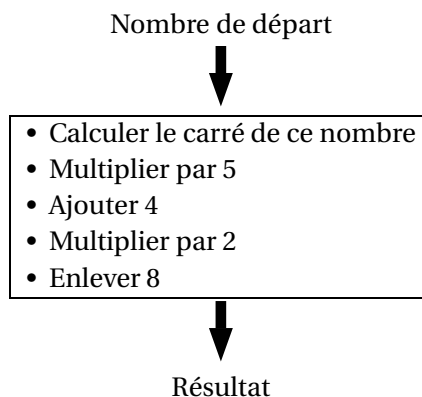 Nombre de départ
• Calculer le carré de ce nombre
• Multiplier par 5
• Ajouter 4
• Multiplier par 2
• Enlever 8
Résultat